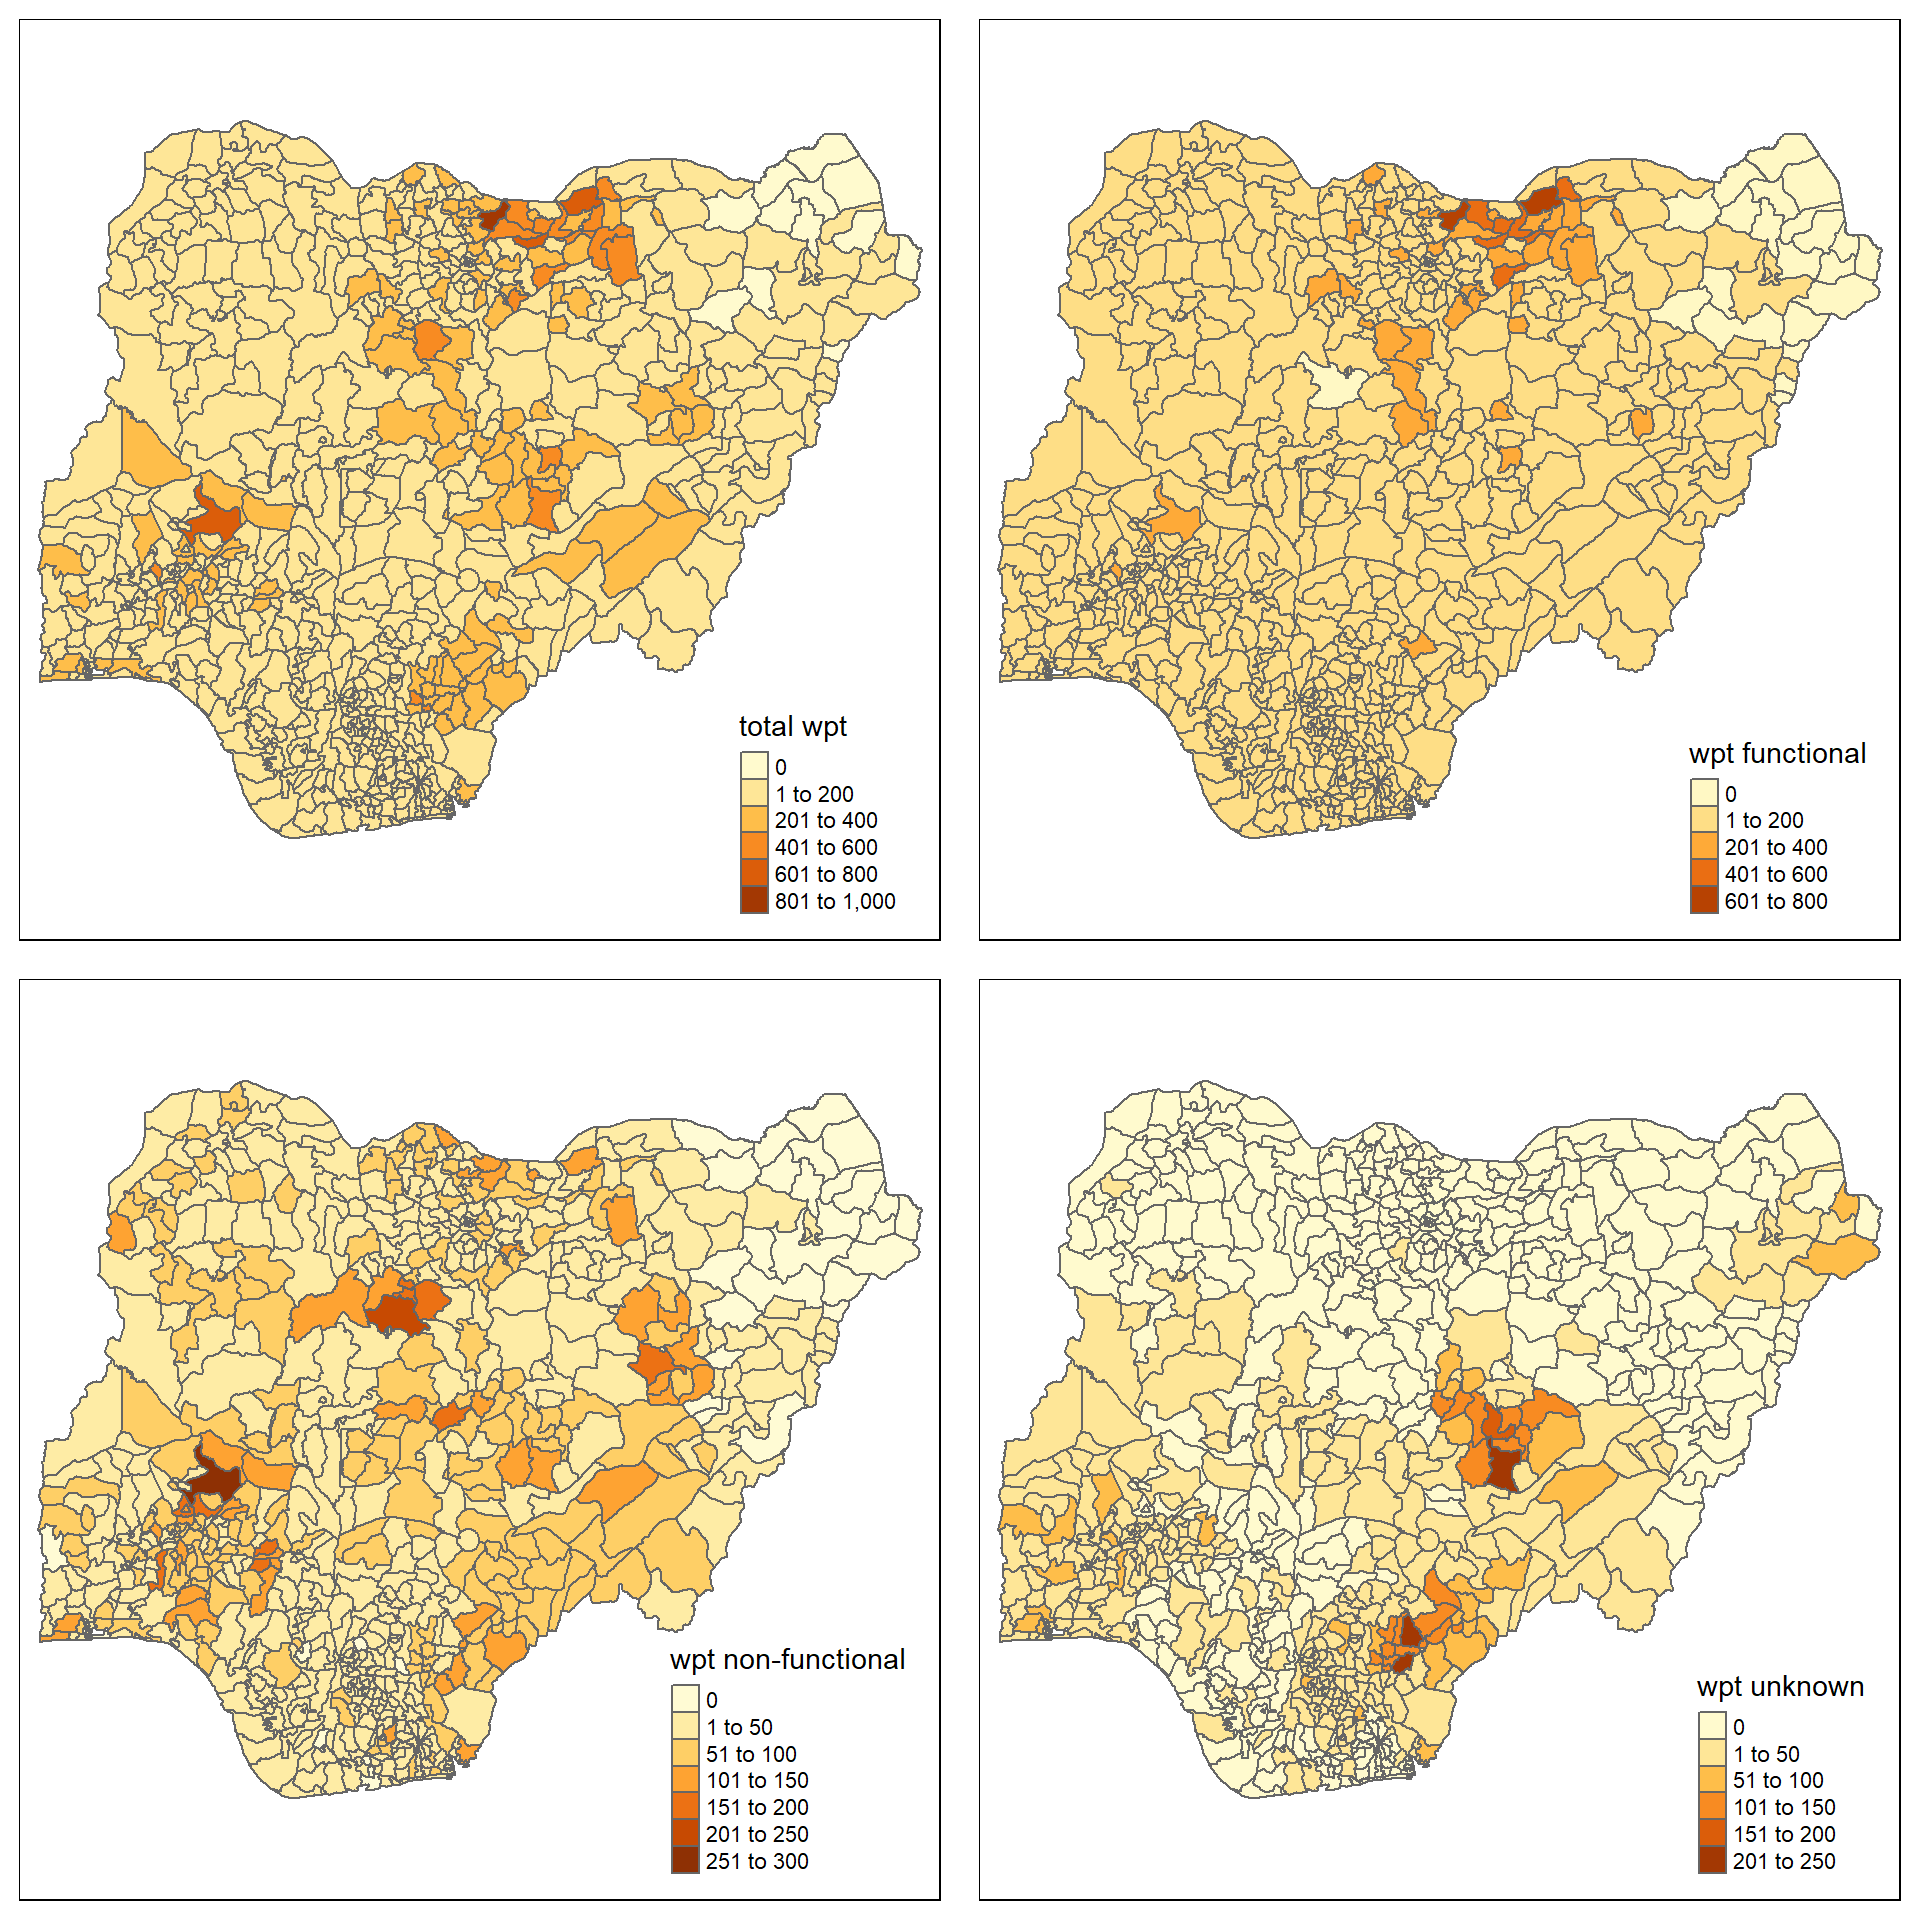 total wpt
0
1 to 200
201 to 400
401 to 600
601 to 800
801 to 1,000
wpt functional
0
1 to 200
201 to 400
401 to 600
601 to 800
wpt non-functional
0
1 to 50
51 to 100
101 to 150
151 to 200
201 to 250
251 to 300
wpt unknown
0
1 to 50
51 to 100
101 to 150
151 to 200
201 to 250